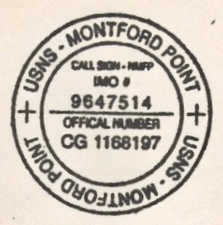 USNS - MONTFORD POINT
CALL SIGN - NMFP
IMO #
9647514
OFFICAL NUMBER
CG 1168197
USNS - MONTFORD POINT